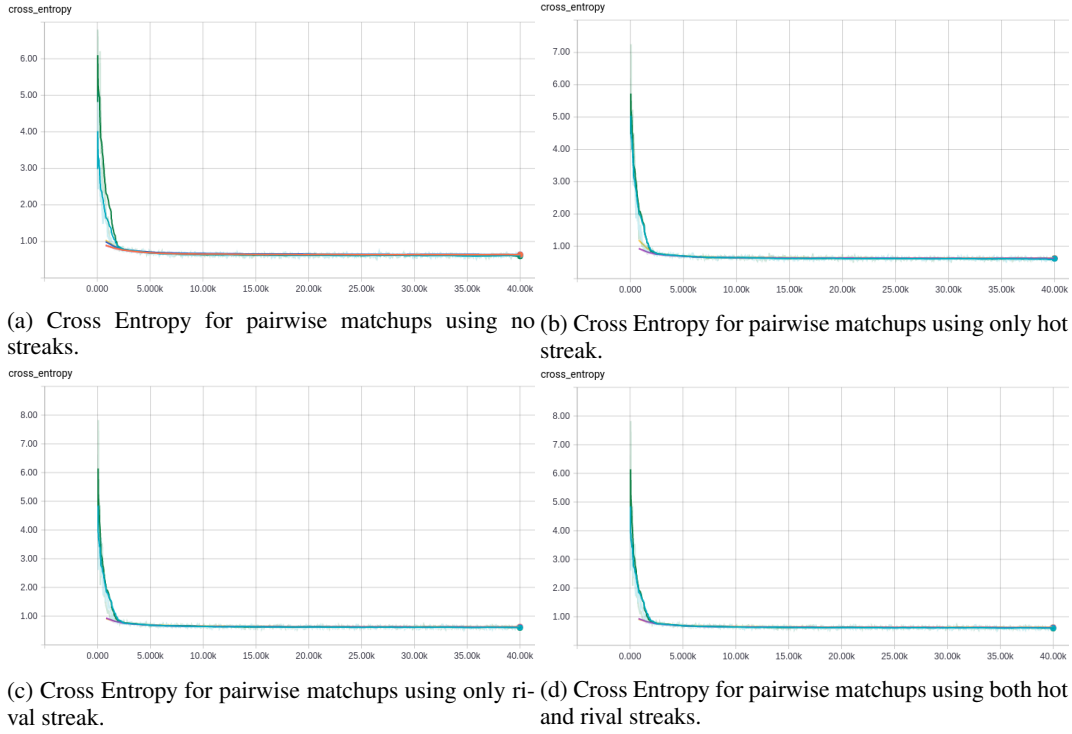 cross_entropy
6.00
5.00
4.00
3.00
2.00
1.00
0.000 5.000k 10.00k 15.00k 20.00k 25.00k 30.00k 35.00k 40.00k
(a) Cross Entropy for pairwise matchups using no
streaks.
cross_entropy
7.00
6.00
5.00
4.00
3.00
2.00
1.00
0.000 5.000k 10.00k 15.00k 20.00k 25.00k 30.00k 35.00k 40.00k
(b) Cross Entropy for pairwise matchups using only hot
streak.
cross_entropy
8.00
7.00
6.00
5.00
4.00
3.00
2.00
1.00
0.000 5.000k 10.00k 15.00k 20.00k 25.00k 30.00k 35.00k 40.00k
(c) Cross Entropy for pairwise matchups using only ri-
val streak.
cross_entropy
8.00
7.00
6.00
5.00
4.00
3.00
2.00
1.00
0.000 5.000k 10.00k 15.00k 20.00k 25.00k 30.00k 35.00k 40.00k
(d) Cross Entropy for pairwise matchups using both hot
and rival streaks.